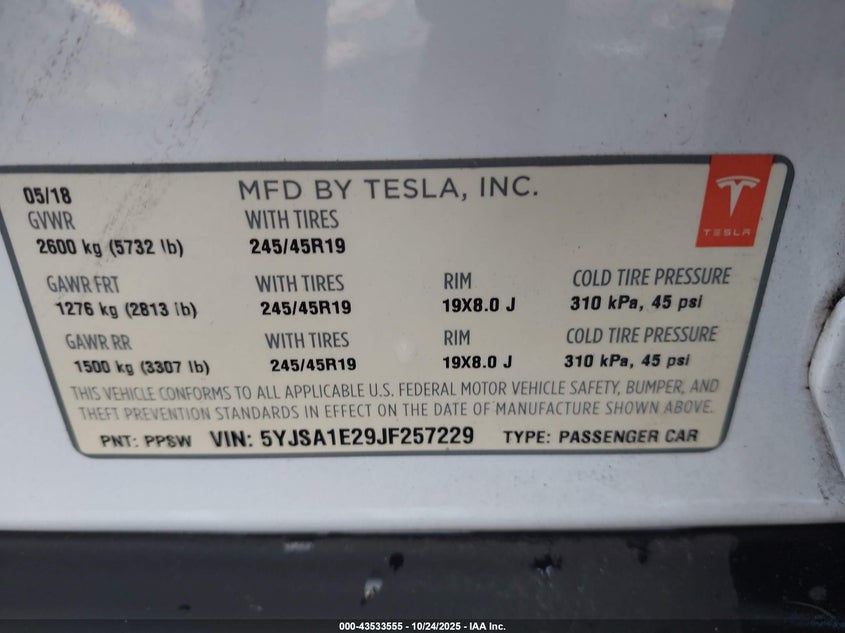 05/18 MFD BY TESLA, INC.
TESLA
GVWR WITH TIRES
2600 kg (5732 lb) 245/45R19
GAWR FRT WITH TIRES RIM COLD TIRE PRESSURE
1276 kg (2813 lb) 245/45R19 19X8.0 J 310 kPa, 45 psi
GAWR RR WITH TIRES RIM COLD TIRE PRESSURE
1500 kg (3307 lb) 245/45R19 19X8.0 J 310 kPa, 45 psi
THIS VEHICLE CONFORMS TO ALL APPLICABLE U.S. FEDERAL MOTOR VEHICLE SAFETY, BUMPER, AND
THEFT PREVENTION STANDARDS IN EFFECT ON THE DATE OF MANUFACTURE SHOWN ABOVE.
PNT: PPSW VIN: 5YJSA1E29JF257229 TYPE: PASSENGER CAR
000-43533555 - 10/24/2025 - IAA Inc.